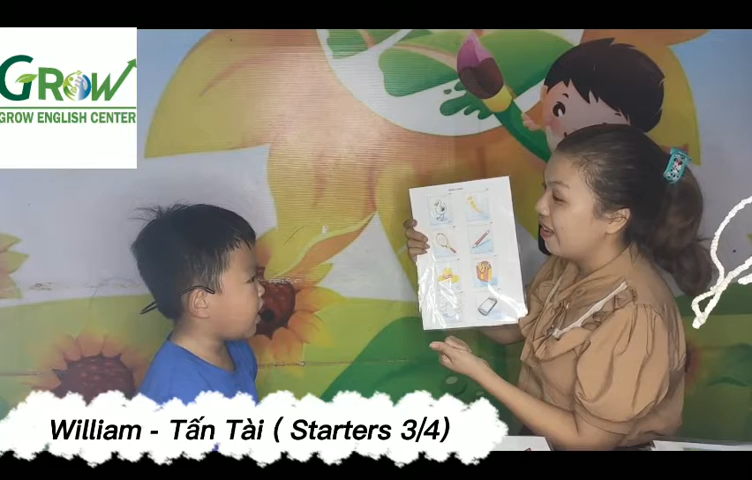 GROW
GROW ENGLISH CENTER
William - Tấn Tài ( Starters 3/4)